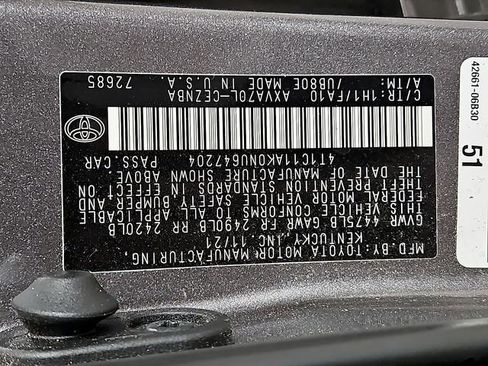 MFD. BY: TOYOTA MOTOR MANUFACTURING,
KENTUCKY, INC. 11/21
GVWR 4475LB GAWR FR 2490LB RR 2420LB
THIS VEHICLE CONFORMS TO ALL APPLICABLE
FEDERAL MOTOR VEHICLE SAFETY, BUMPER, AND
THEFT PREVENTION STANDARDS IN EFFECT ON
THE DATE OF MANUFACTURE SHOWN ABOVE.
4T1C11AK0NU647204 PASS.CAR
C/TR:1H1/FA10 AXVA70L-CEZNBA 72685
A/TM: /UB80E MADE IN U.S.A.
42661-06B30
51